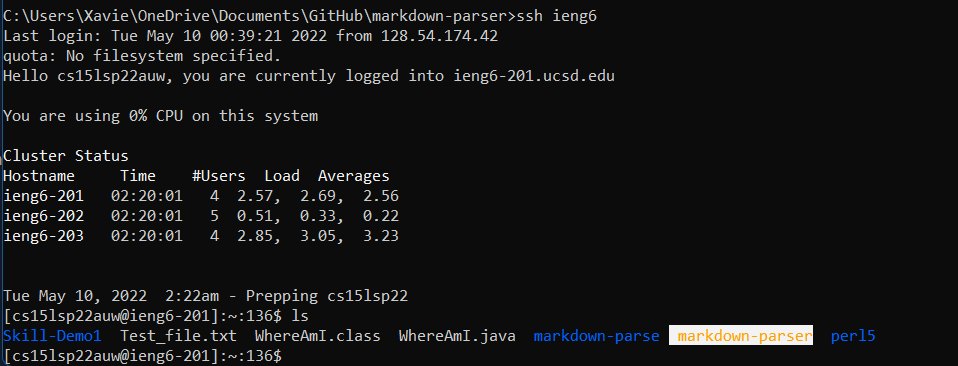 C:\Users\Xavie\OneDrive\Documents\GitHub\markdown-parser>ssh ieng6
Last login: Tue May 10 00:39:21 2022 from 128.54.174.42
quota: No filesystem specified.
Hello cs15lsp22auw, you are currently logged into ieng6-201.ucsd.edu
You are using 0% CPU on this system
Cluster Status
Hostname     Time    #Users  Load  Averages
ieng6-201   02:20:01   4  2.57,  2.69,  2.56
ieng6-202   02:20:01   5  0.51,  0.33,  0.22
ieng6-203   02:20:01   4  2.85,  3.05,  3.23
Tue May 10, 2022  2:22am - Prepping cs15lsp22
[cs15lsp22auw@ieng6-201]:~:136$ ls
Skill-Demo1  Test_file.txt  WhereAmI.class  WhereAmI.java  markdown-parse  markdown-parser  perl5
[cs15lsp22auw@ieng6-201]:~:136$